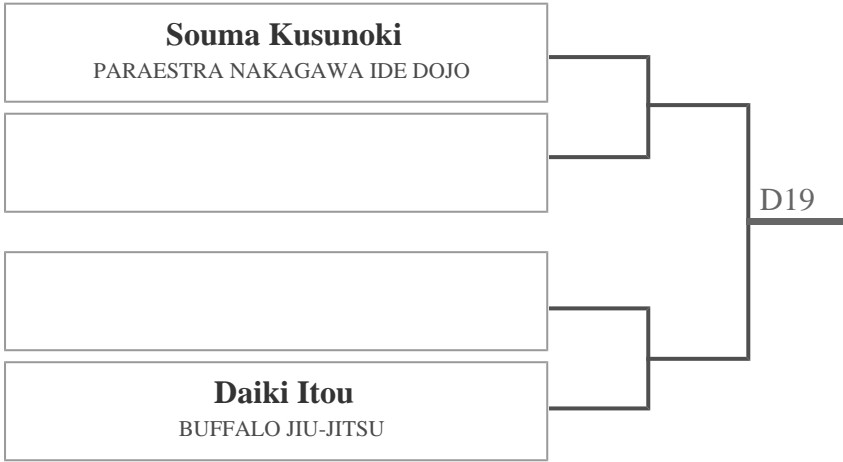 Souma Kusunoki
PARAESTRA NAKAGAWA IDE DOJO
D19
Daiki Itou
BUFFALO JIU-JITSU